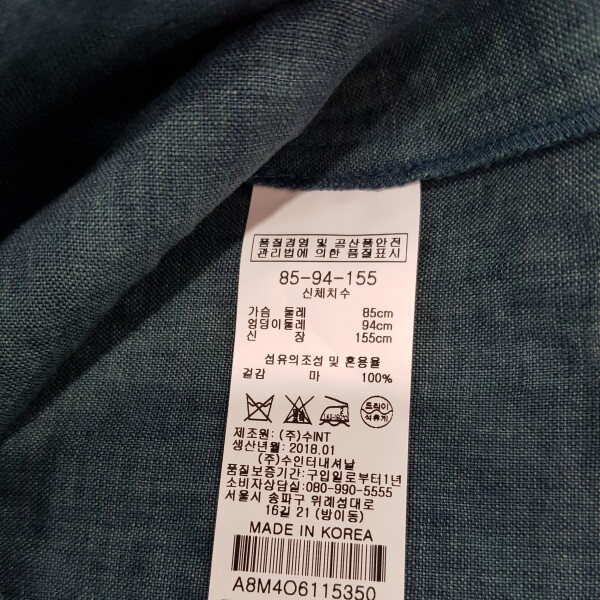 품질경영 및 공산품안전
관리법에 의한 품질표시
85-94-155
신체치수
가슴 둘레 85cm
엉덩이둘레 94cm
신 장 155cm
섬유의조성 및 혼용율
겉감 마 100%
드라이
석유계
제조원: (주)수INT
생산년월: 2018.01
(주)수인터내셔날
품질보증기간:구입일로부터1년
소비자상담실:080-990-5555
서울시 송파구 위례성대로
16길 21 (방이동)
MADE IN KOREA
A8M4O6115350